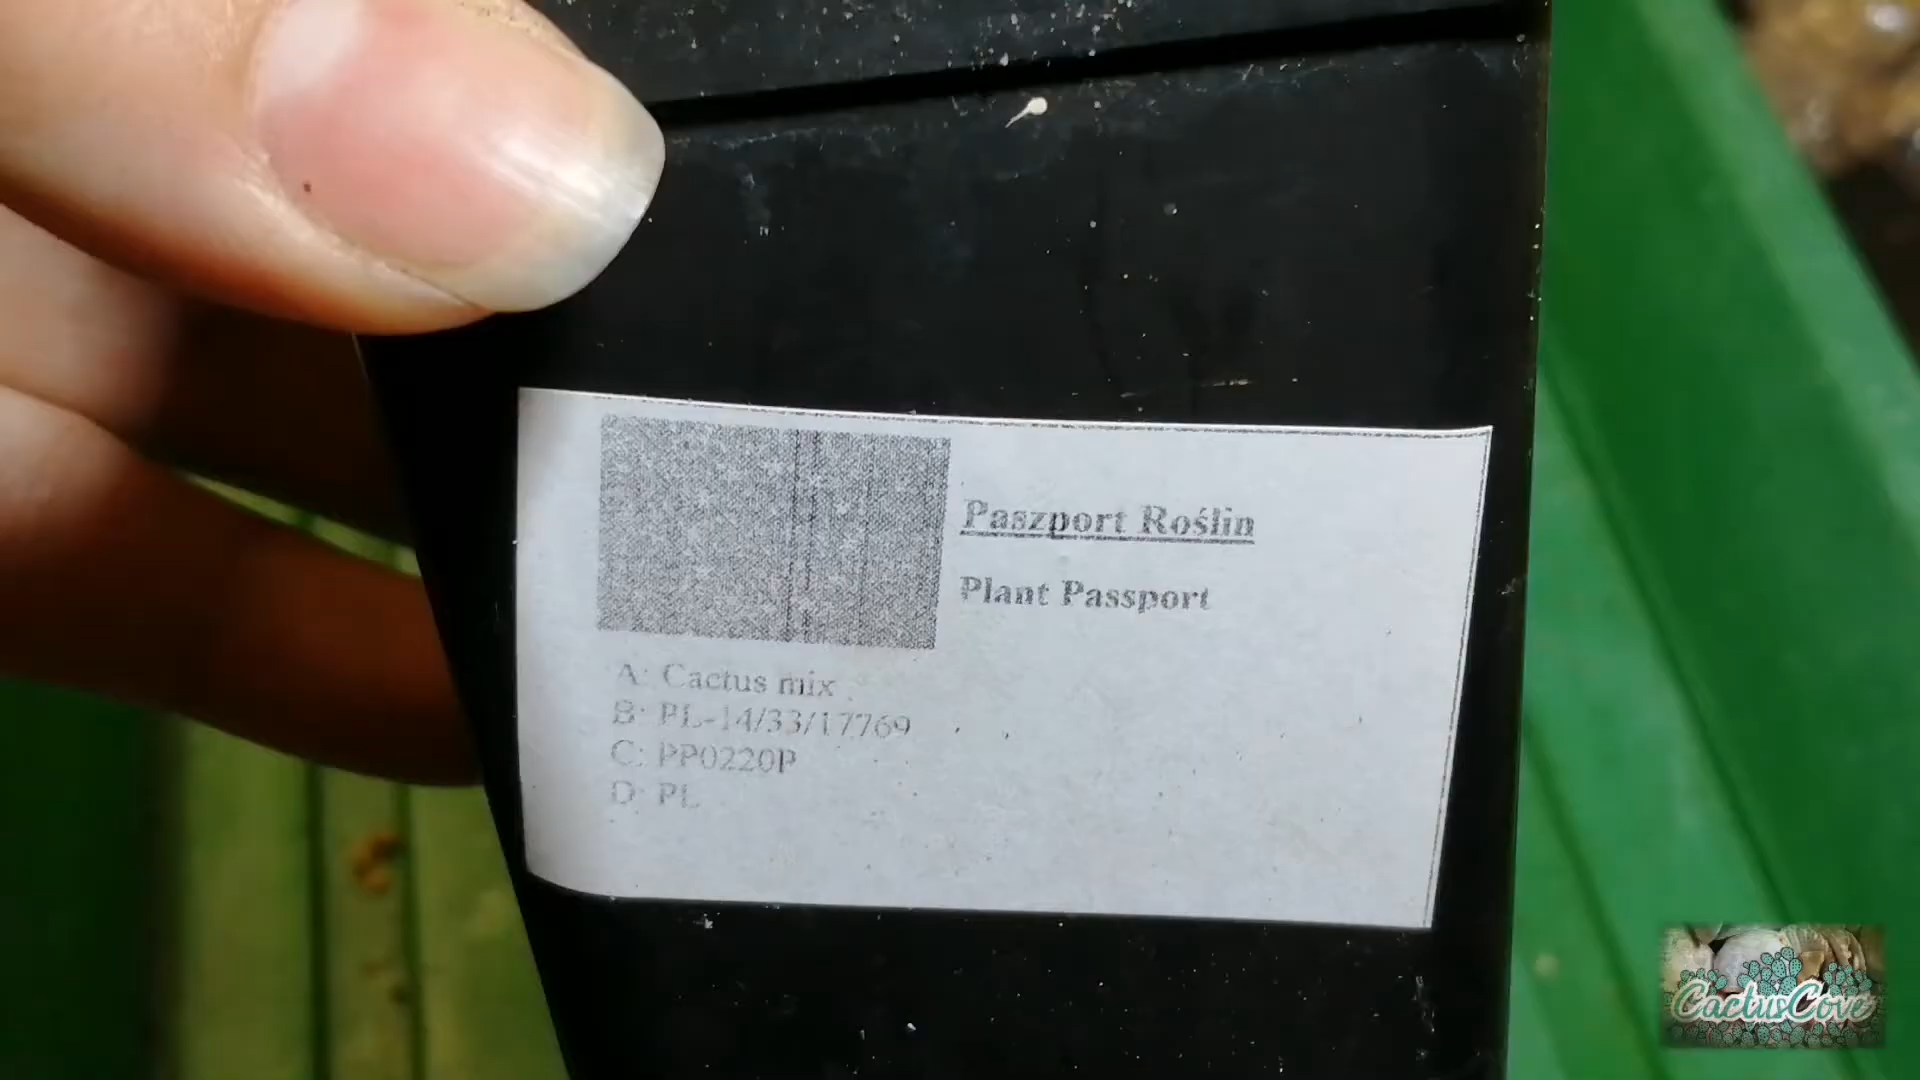 Paszport Roślin
Plant Passport
A: Cactus mix
B: PL-14/33/17769
C: PP0220P
D: PL
CactusCove